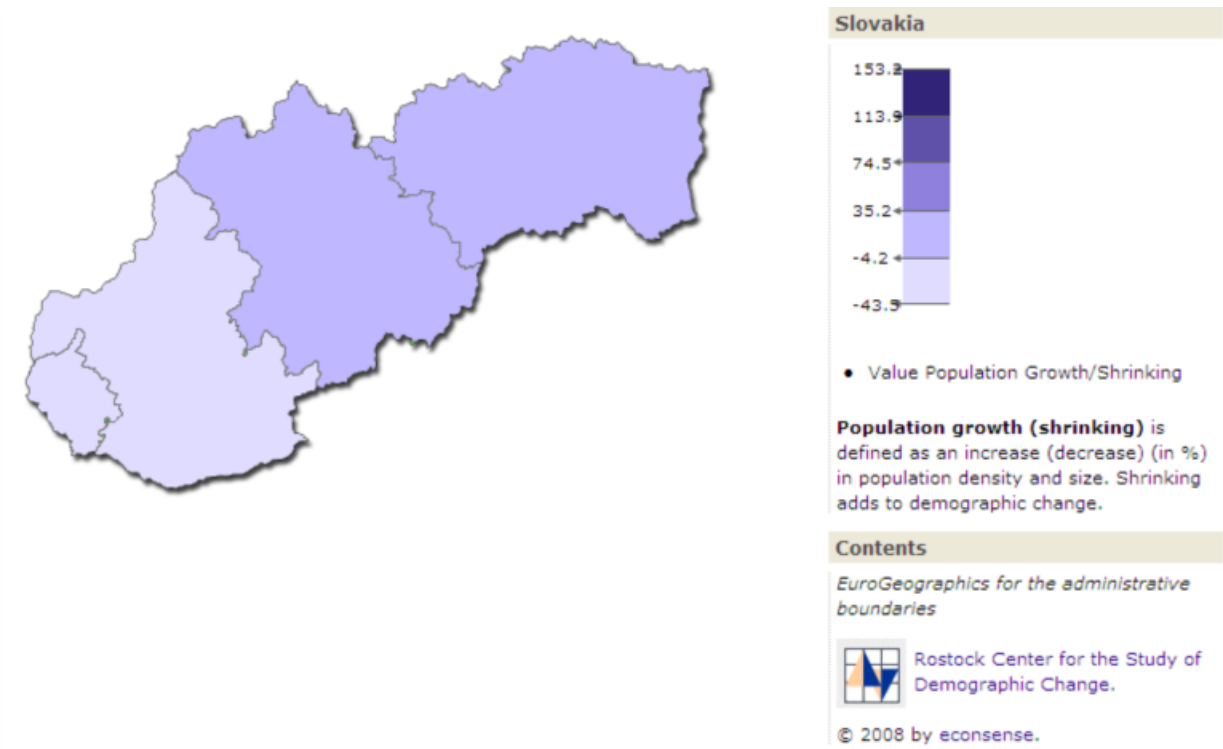 Slovakia
153.2
113.9
74.5
35.2
-4.2
-43.5
• Value Population Growth/Shrinking
Population growth (shrinking) is
defined as an increase (decrease) (in %)
in population density and size. Shrinking
adds to demographic change.
Contents
EuroGeographics for the administrative
boundaries
Rostock Center for the Study of
Demographic Change.
© 2008 by econsense.